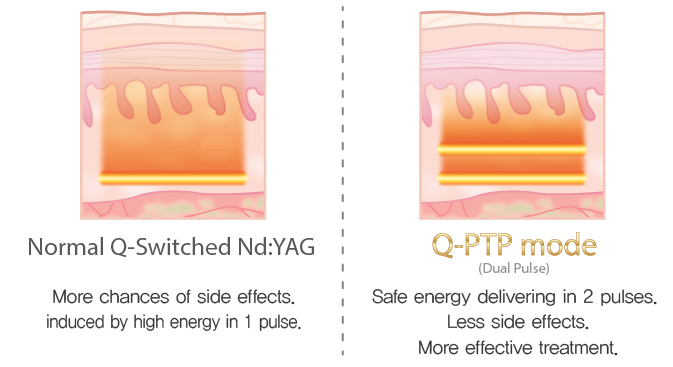 Normal Q-Switched Nd:YAG
More chances of side effects.
induced by high energy in 1 pulse.
Q-PTP mode
(Dual Pulse)
Safe energy delivering in 2 pulses.
Less side effects.
More effective treatment.